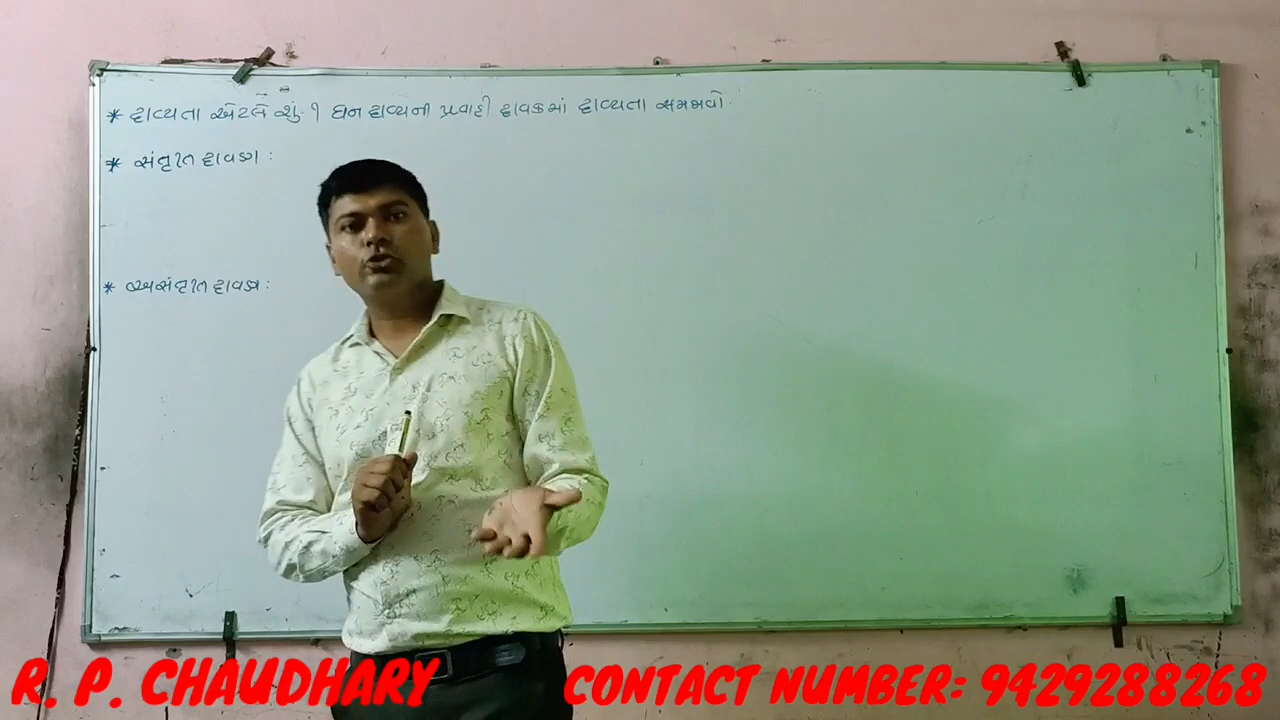 * દ્રાવ્યતા એટલે શું ? ઘન દ્રાવ્યની પ્રવાહી દ્રાવકમાં દ્રાવ્યતા સમજાવો.
* સંતૃપ્ત દ્રાવણ :
* અસંતૃપ્ત દ્રાવણ :
R. P. CHAUDHARY CONTACT NUMBER: 9429288268